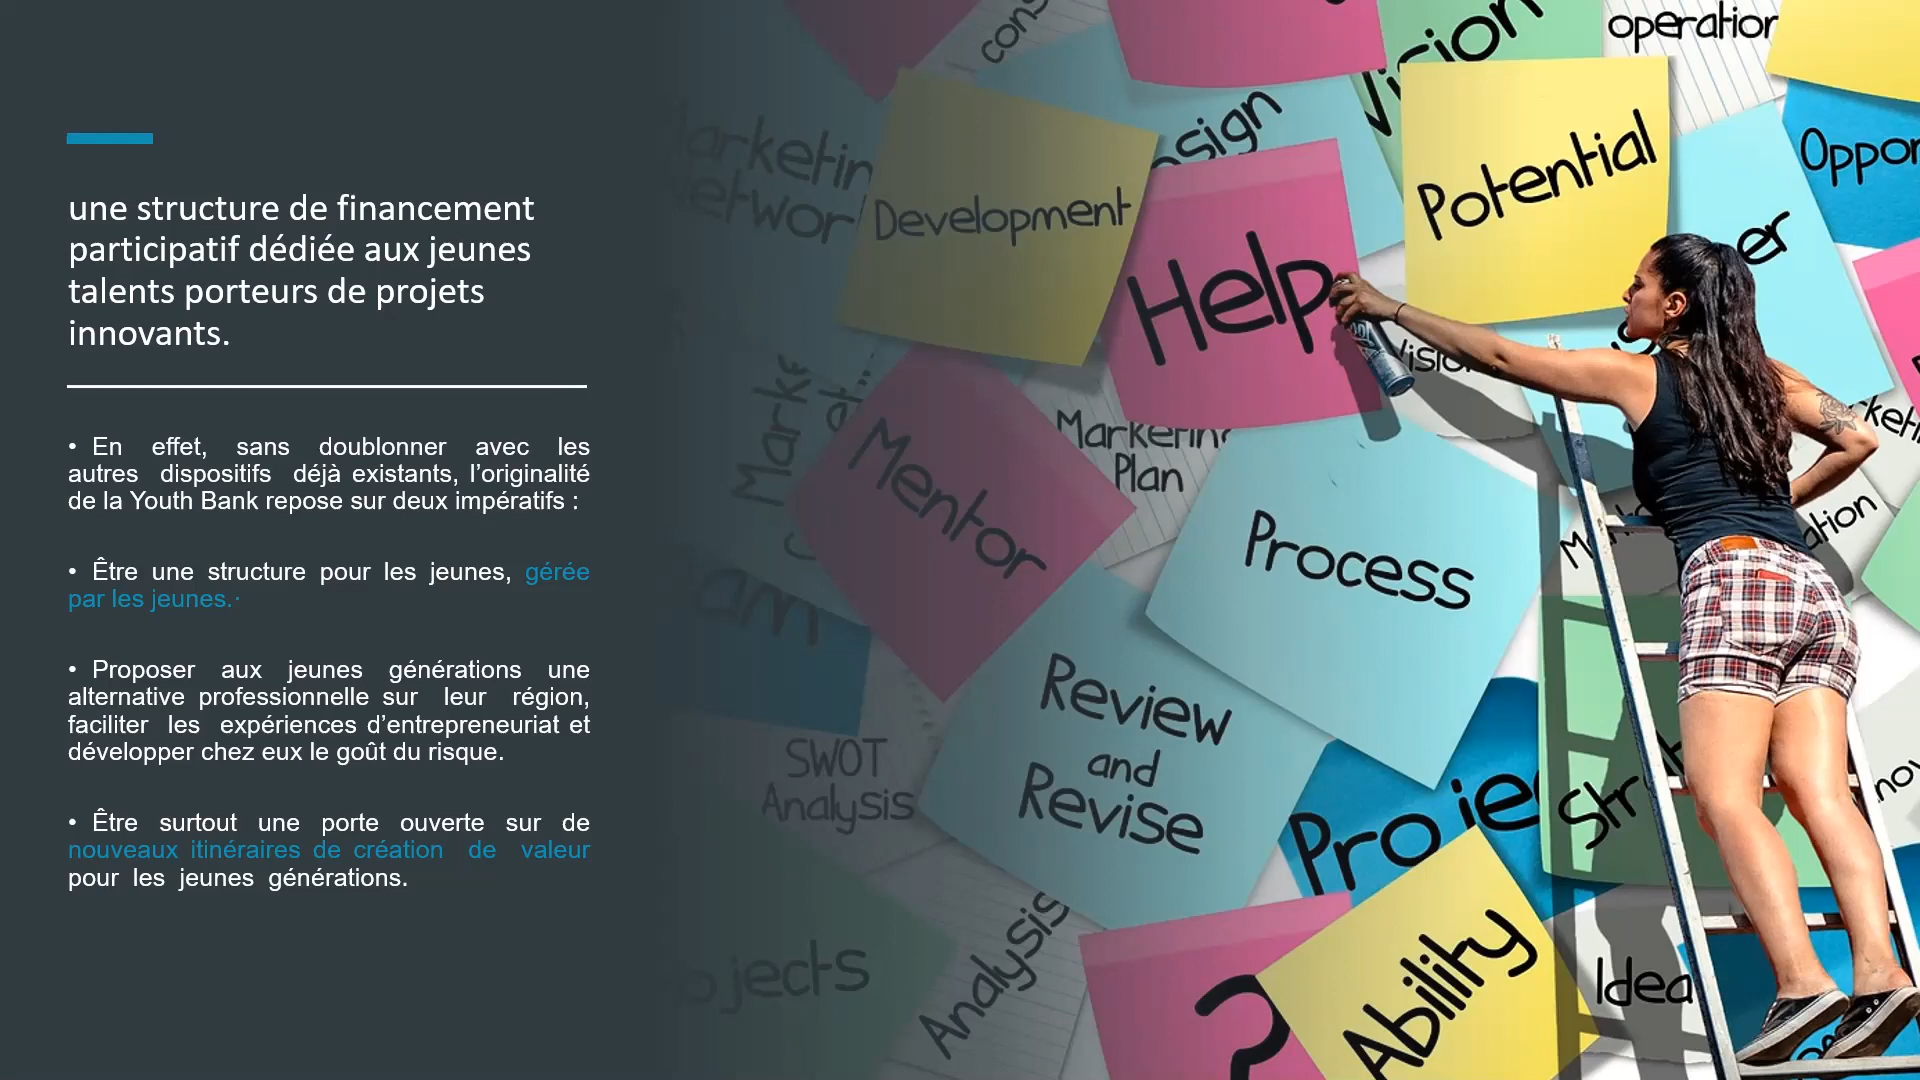 une structure de financement
participatif dédiée aux jeunes
talents porteurs de projets
innovants.
• En effet, sans doublonner avec les
autres dispositifs déjà existants, l’originalité
de la Youth Bank repose sur deux impératifs :
• Être une structure pour les jeunes, gérée
par les jeunes.·
• Proposer aux jeunes générations une
alternative professionnelle sur leur région,
faciliter les expériences d’entrepreneuriat et
développer chez eux le goût du risque.
• Être surtout une porte ouverte sur de
nouveaux itinéraires de création de valeur
pour les jeunes générations.
Vision
Potential
Development
Help
Mentor
Marketing
Plan
Process
Review
and
Revise
SWOT
Analysis
Analysis
?
Ability
Idea